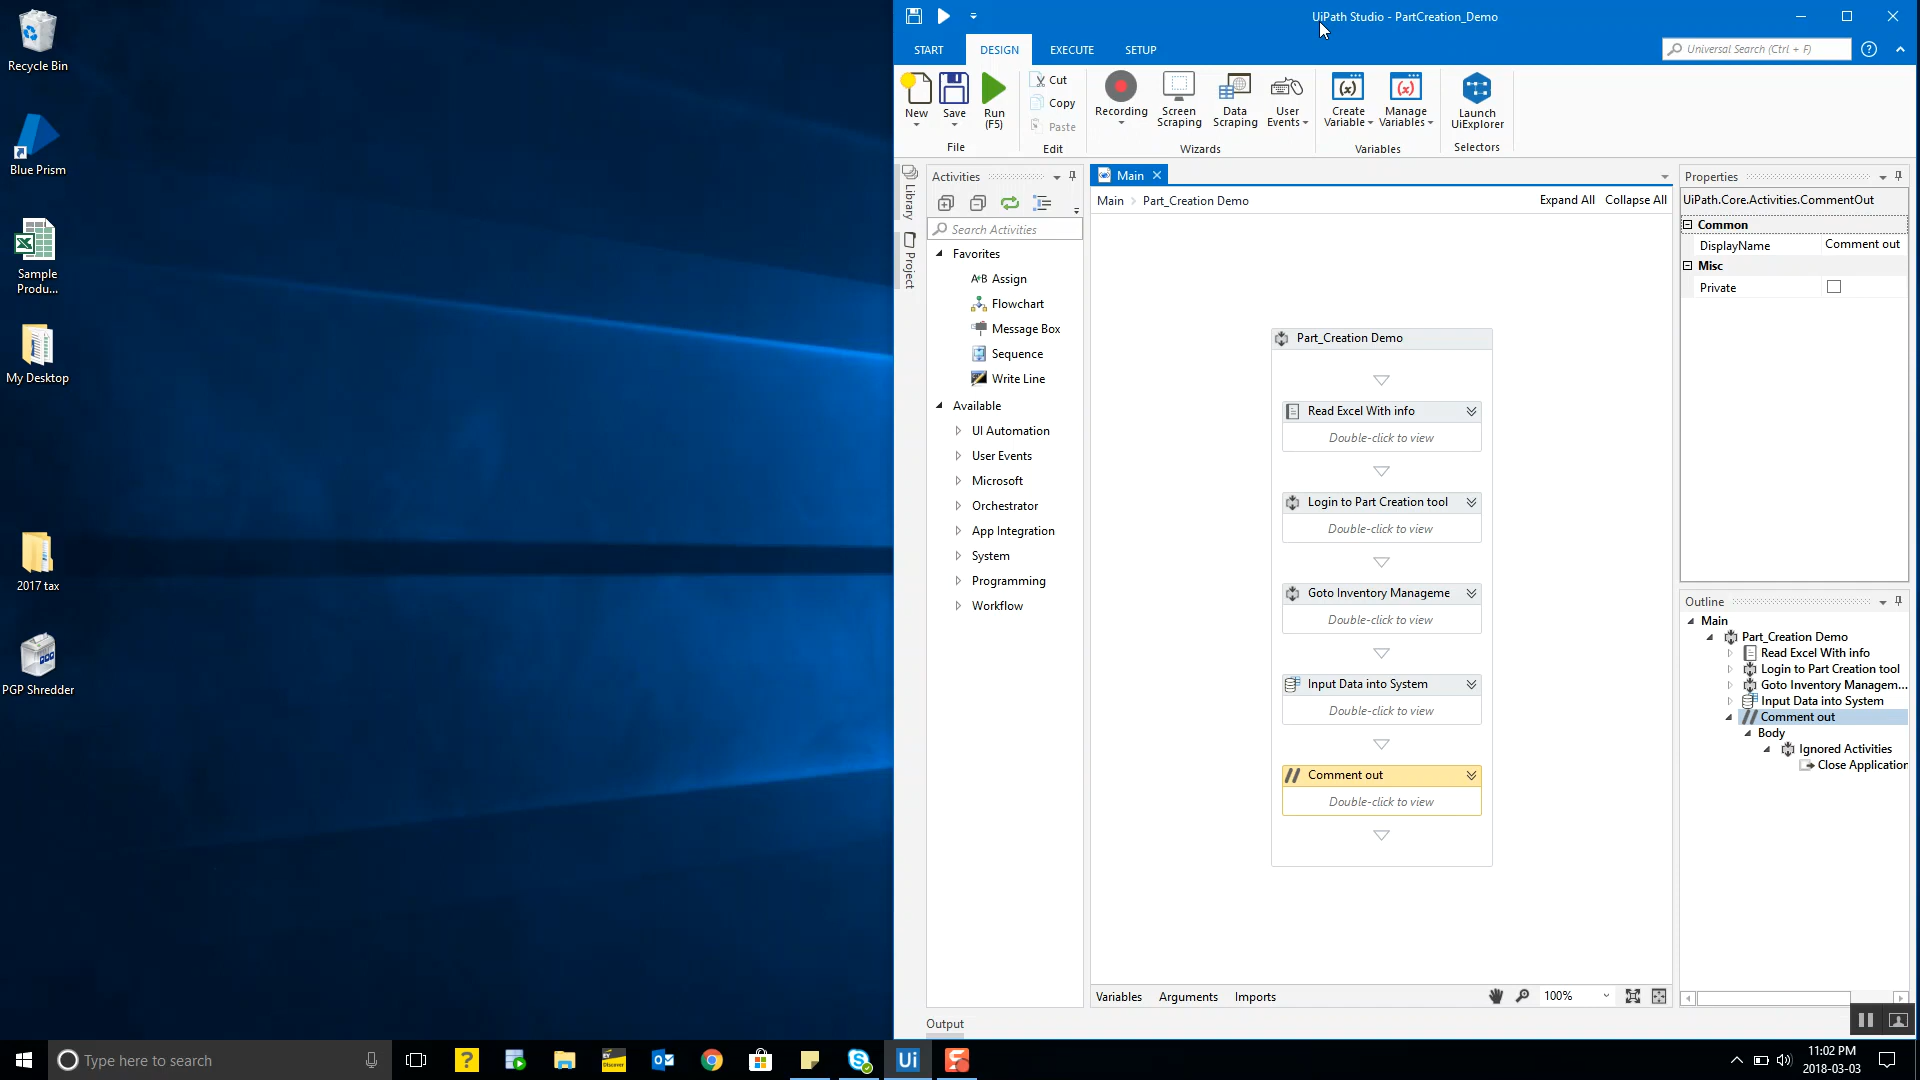 Recycle Bin
Blue Prism
Sample
Produ...
My Desktop
2017 tax
PGP Shredder
UiPath Studio - PartCreation_Demo
START
DESIGN
EXECUTE
SETUP
Universal Search (Ctrl + F)
New
Save
Run
(F5)
File
Cut
Copy
Paste
Edit
Recording
Screen
Scraping
Data
Scraping
User
Events
Wizards
Create
Variable
Manage
Variables
Variables
Launch
UiExplorer
Selectors
Library
Project
Activities
Search Activities
Favorites
A+B Assign
Flowchart
Message Box
Sequence
Write Line
Available
UI Automation
User Events
Microsoft
Orchestrator
App Integration
System
Programming
Workflow
Main
Main
Part_Creation Demo
Expand All
Collapse All
Part_Creation Demo
Read Excel With info
Double-click to view
Login to Part Creation tool
Double-click to view
Goto Inventory Manageme
Double-click to view
Input Data into System
Double-click to view
Comment out
Double-click to view
Variables
Arguments
Imports
100%
Output
Properties
UiPath.Core.Activities.CommentOut
Common
DisplayName
Comment out
Misc
Private
Outline
Main
Part_Creation Demo
Read Excel With info
Login to Part Creation tool
Goto Inventory Managem...
Input Data into System
Comment out
Body
Ignored Activities
Close Application
Type here to search
Ui
11:02 PM
2018-03-03